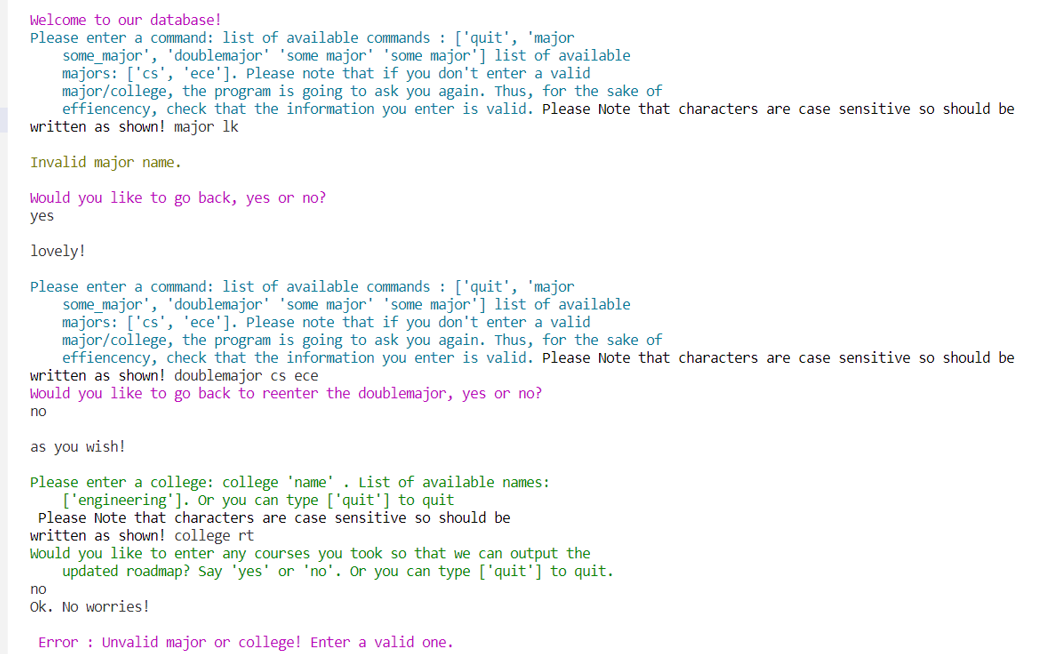 Welcome to our database!
Please enter a command: list of available commands : ['quit', 'major
some_major', 'doublemajor' 'some major' 'some major'] list of available
majors: ['cs', 'ece']. Please note that if you don't enter a valid
major/college, the program is going to ask you again. Thus, for the sake of
effiencency, check that the information you enter is valid. Please Note that characters are case sensitive so should be
written as shown! major lk
Invalid major name.
Would you like to go back, yes or no?
yes
lovely!
Please enter a command: list of available commands : ['quit', 'major
some_major', 'doublemajor' 'some major' 'some major'] list of available
majors: ['cs', 'ece']. Please note that if you don't enter a valid
major/college, the program is going to ask you again. Thus, for the sake of
effiencency, check that the information you enter is valid. Please Note that characters are case sensitive so should be
written as shown! doublemajor cs ece
Would you like to go back to reenter the doublemajor, yes or no?
no
as you wish!
Please enter a college: college 'name' . List of available names:
['engineering']. Or you can type ['quit'] to quit
Please Note that characters are case sensitive so should be
written as shown! college rt
Would you like to enter any courses you took so that we can output the
updated roadmap? Say 'yes' or 'no'. Or you can type ['quit'] to quit.
no
Ok. No worries!
Error : Unvalid major or college! Enter a valid one.